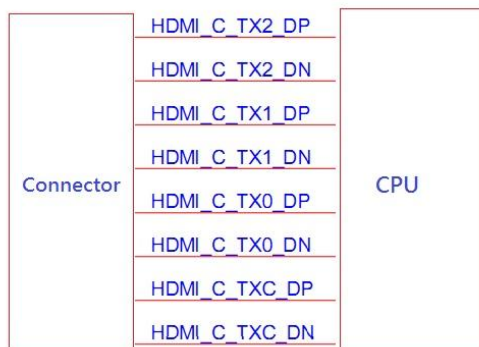 HDMI_C_TX2_DP
HDMI_C_TX2_DN
HDMI_C_TX1_DP
HDMI_C_TX1_DN
Connector
CPU
HDMI_C_TX0_DP
HDMI_C_TX0_DN
HDMI_C_TXC_DP
HDMI_C_TXC_DN